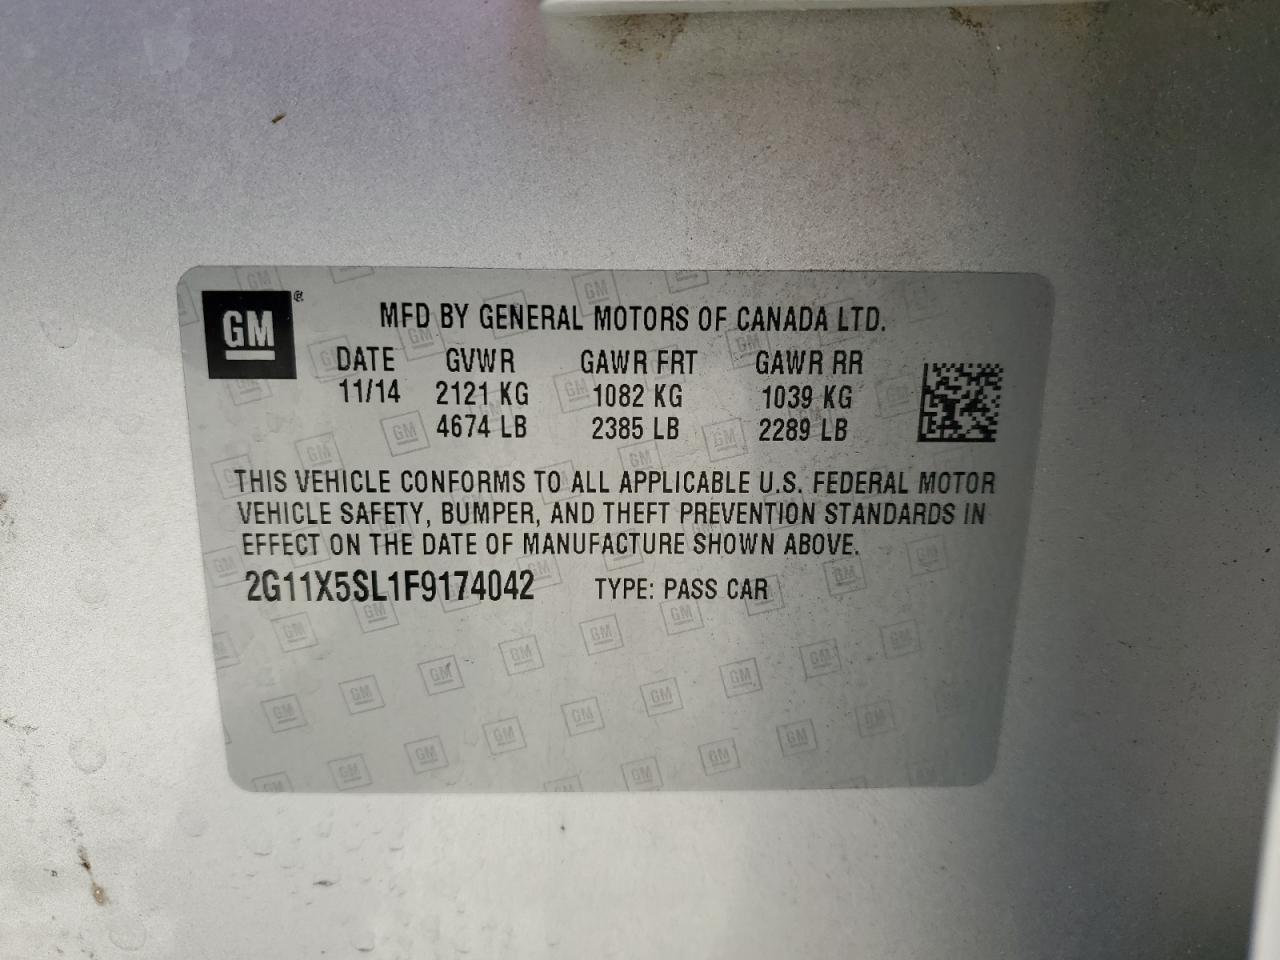 GM ®
MFD BY GENERAL MOTORS OF CANADA LTD.
DATE GVWR GAWR FRT GAWR RR
11/14 2121 KG 1082 KG 1039 KG
4674 LB 2385 LB 2289 LB
THIS VEHICLE CONFORMS TO ALL APPLICABLE U.S. FEDERAL MOTOR
VEHICLE SAFETY, BUMPER, AND THEFT PREVENTION STANDARDS IN
EFFECT ON THE DATE OF MANUFACTURE SHOWN ABOVE.
2G11X5SL1F9174042 TYPE: PASS CAR